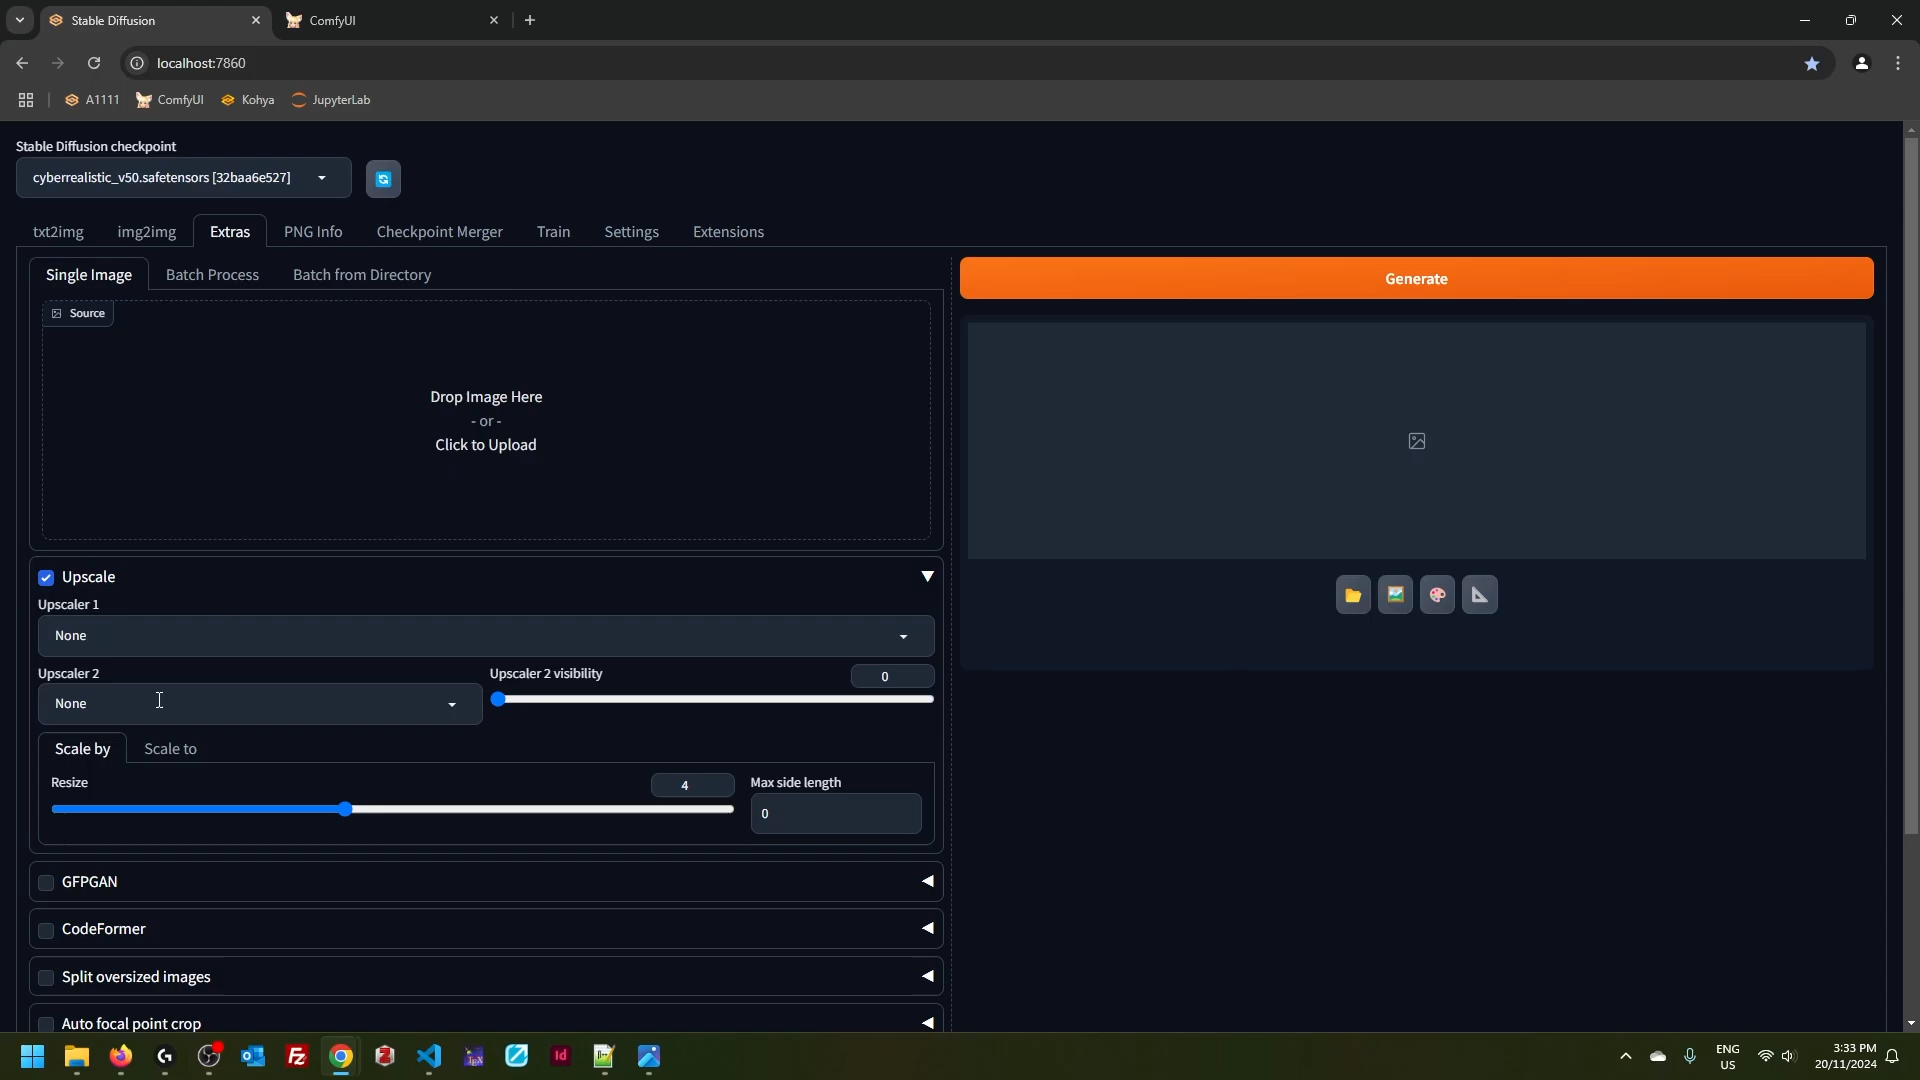 Stable Diffusion
ComfyUI
localhost:7860
A1111
ComfyUI
Kohya
JupyterLab
Stable Diffusion checkpoint
cyberrealistic_v50.safetensors [32baa6e527]
txt2img
img2img
Extras
PNG Info
Checkpoint Merger
Train
Settings
Extensions
Single Image
Batch Process
Batch from Directory
Generate
Source
Drop Image Here
- or -
Click to Upload
Upscale
Upscaler 1
None
Upscaler 2
Upscaler 2 visibility
0
None
Scale by
Scale to
Resize
4
Max side length
0
GFPGAN
CodeFormer
Split oversized images
Auto focal point crop
ENG
US
3:33 PM
20/11/2024